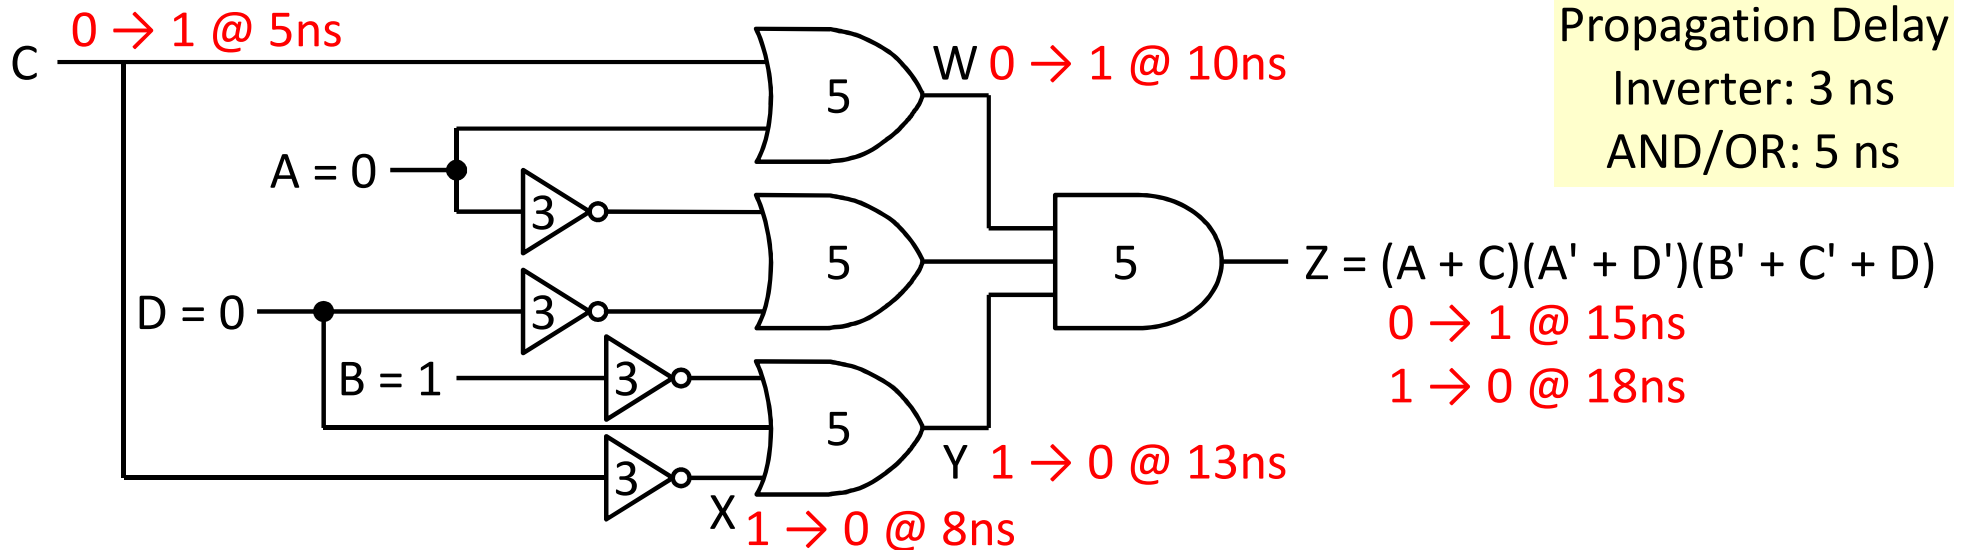 0 → 1 @ 5ns
C
Propagation Delay
Inverter: 3 ns
AND/OR: 5 ns
5
W 0 → 1 @ 10ns
A = 0
3
5
5
Z = (A + C)(A' + D')(B' + C' + D)
0 → 1 @ 15ns
1 → 0 @ 18ns
D = 0
3
B = 1
3
5
Y 1 → 0 @ 13ns
3
X 1 → 0 @ 8ns